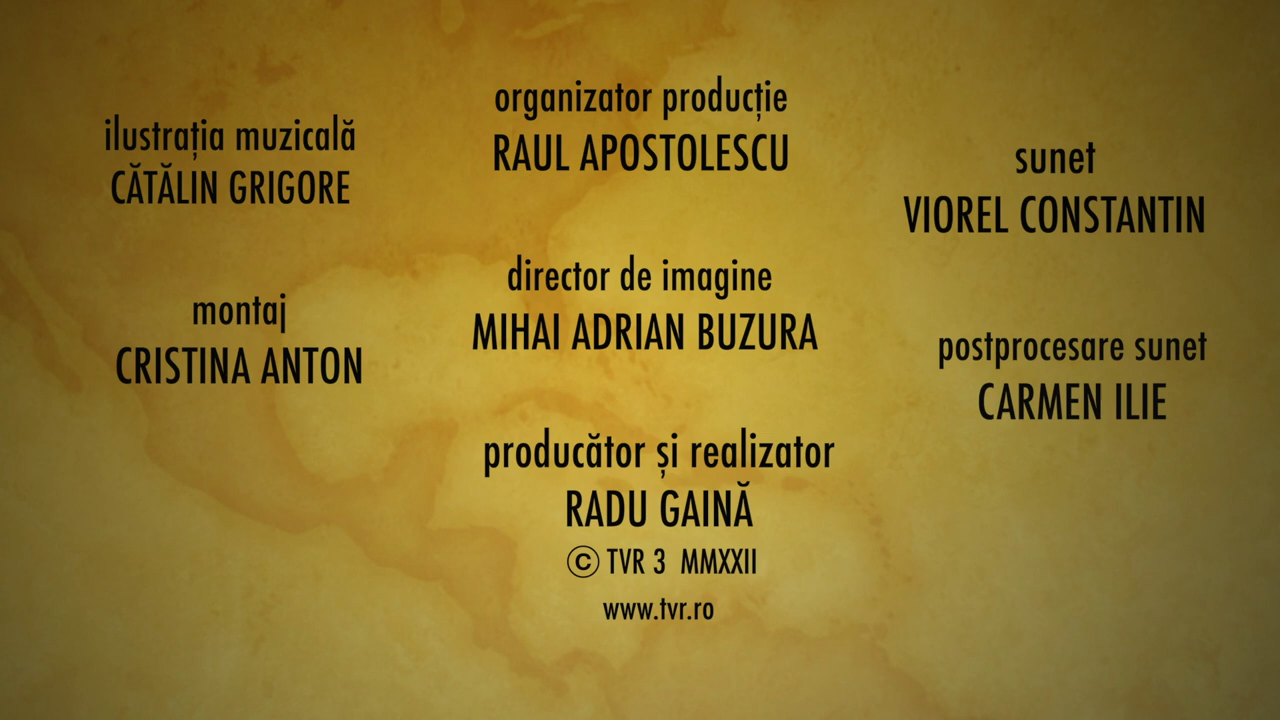 ilustrația muzicală
CĂTĂLIN GRIGORE
montaj
CRISTINA ANTON
organizator producție
RAUL APOSTOLESCU
director de imagine
MIHAI ADRIAN BUZURA
producător și realizator
RADU GAINĂ
© TVR 3 MMXXII
www.tvr.ro
sunet
VIOREL CONSTANTIN
postprocesare sunet
CARMEN ILIE